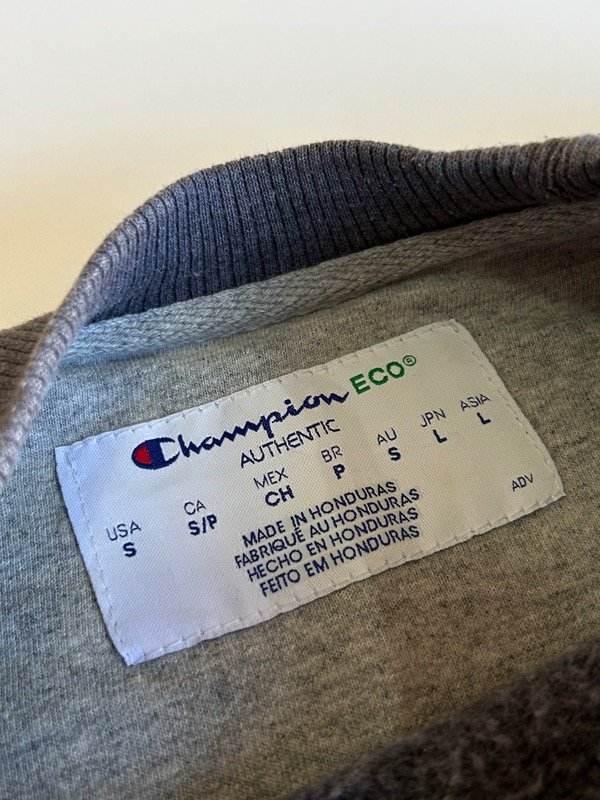 Champion ECO®
AUTHENTIC
USA CA MEX BR AU JPN ASIA
S S/P CH P S L L
MADE IN HONDURAS
FABRIQUÉ AU HONDURAS
HECHO EN HONDURAS
FEITO EM HONDURAS
ADV